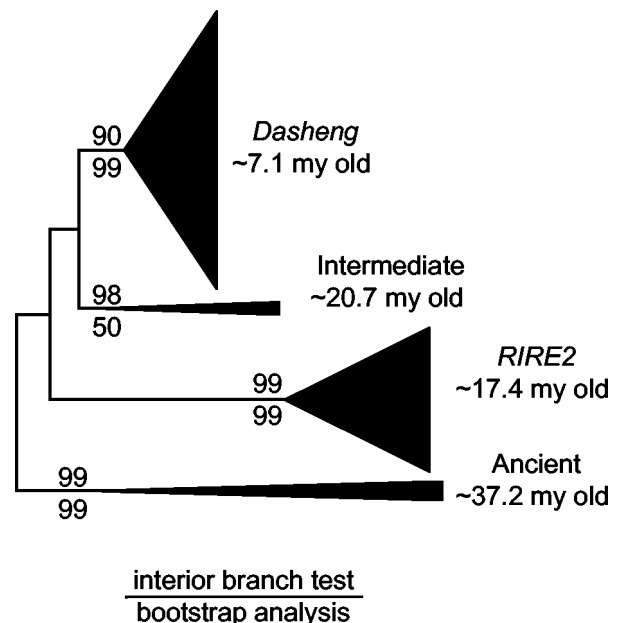 90
99
Dasheng
~7.1 my old
98
50
Intermediate
~20.7 my old
99
99
RIRE2
~17.4 my old
99
99
Ancient
~37.2 my old
interior branch test
bootstrap analysis